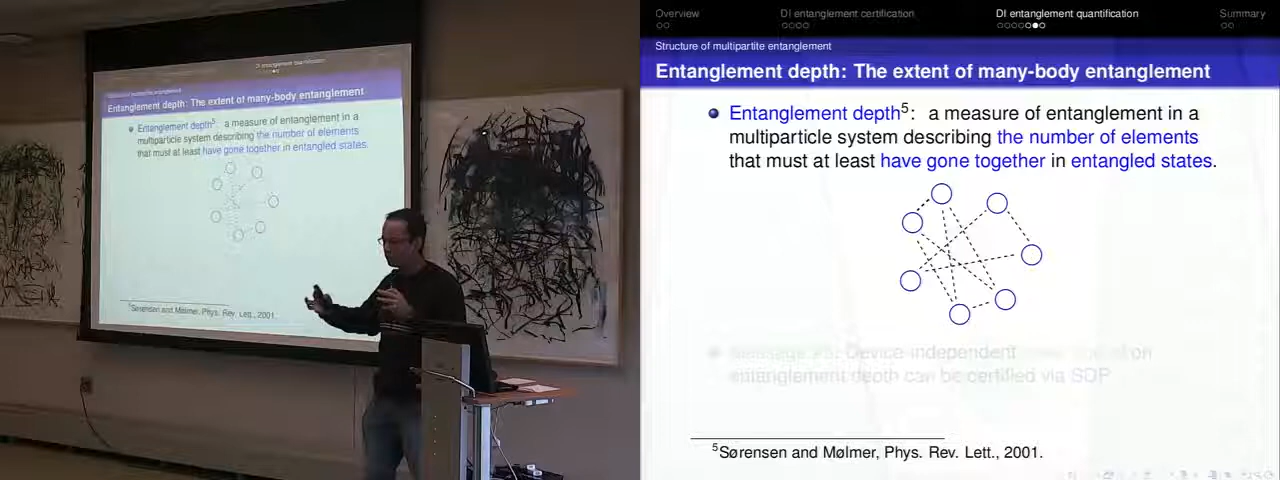 DI entanglement quantification
Entanglement depth: The extent of many-body entanglement
Entanglement depth5: a measure of entanglement in a
multiparticle system describing the number of elements
that must at least have gone together in entangled states.
5Sørensen and Mølmer, Phys. Rev. Lett., 2001.
Overview DI entanglement certification DI entanglement quantification Summary
Structure of multipartite entanglement
Entanglement depth: The extent of many-body entanglement
Entanglement depth5: a measure of entanglement in a
multiparticle system describing the number of elements
that must at least have gone together in entangled states.
Device-independent
entanglement depth can be certified via SDP
5Sørensen and Mølmer, Phys. Rev. Lett., 2001.